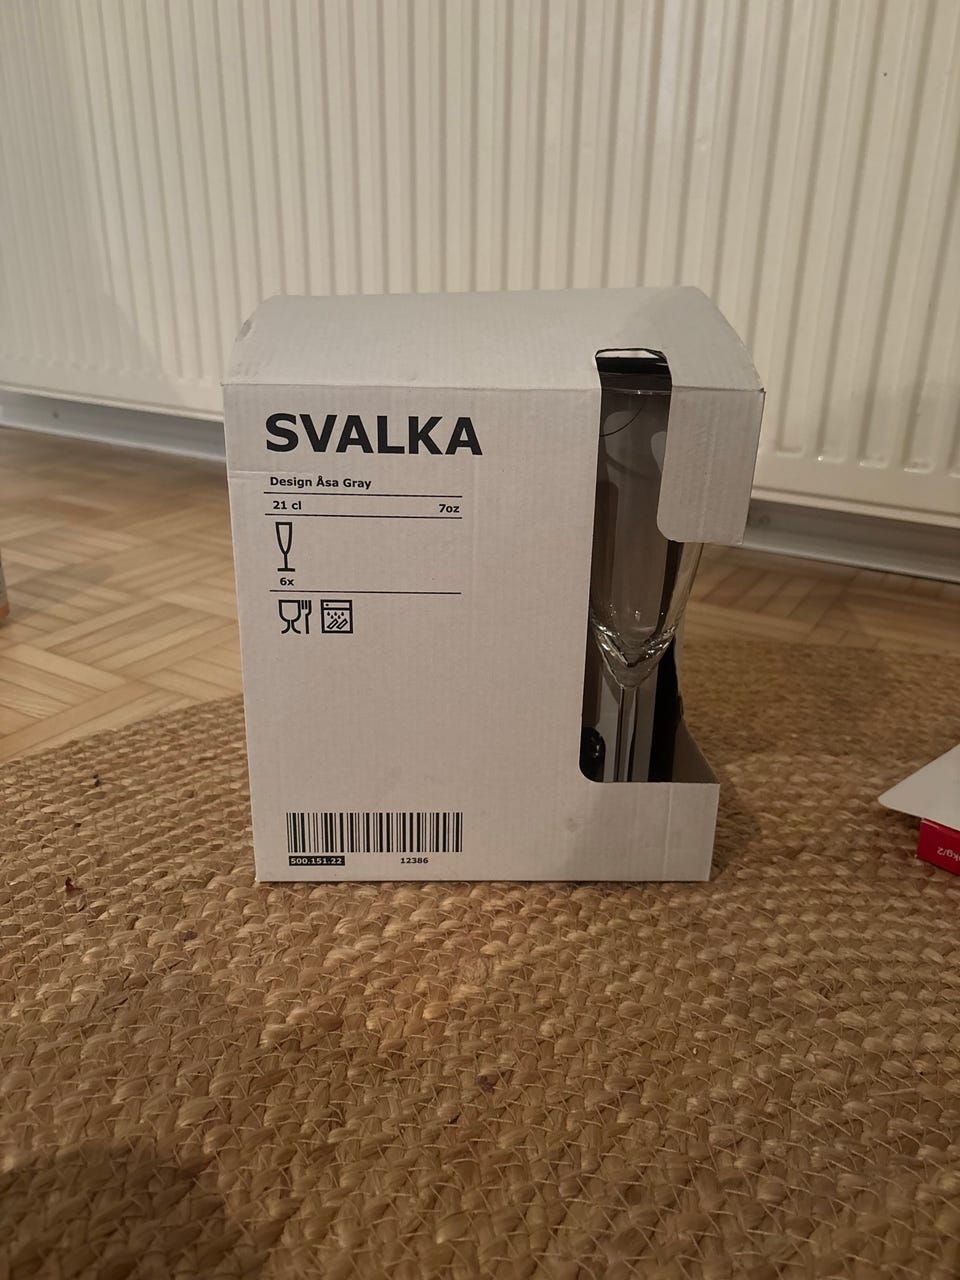 SVALKA
Design Åsa Gray
21 cl 7oz
6x
500.151.22 12386